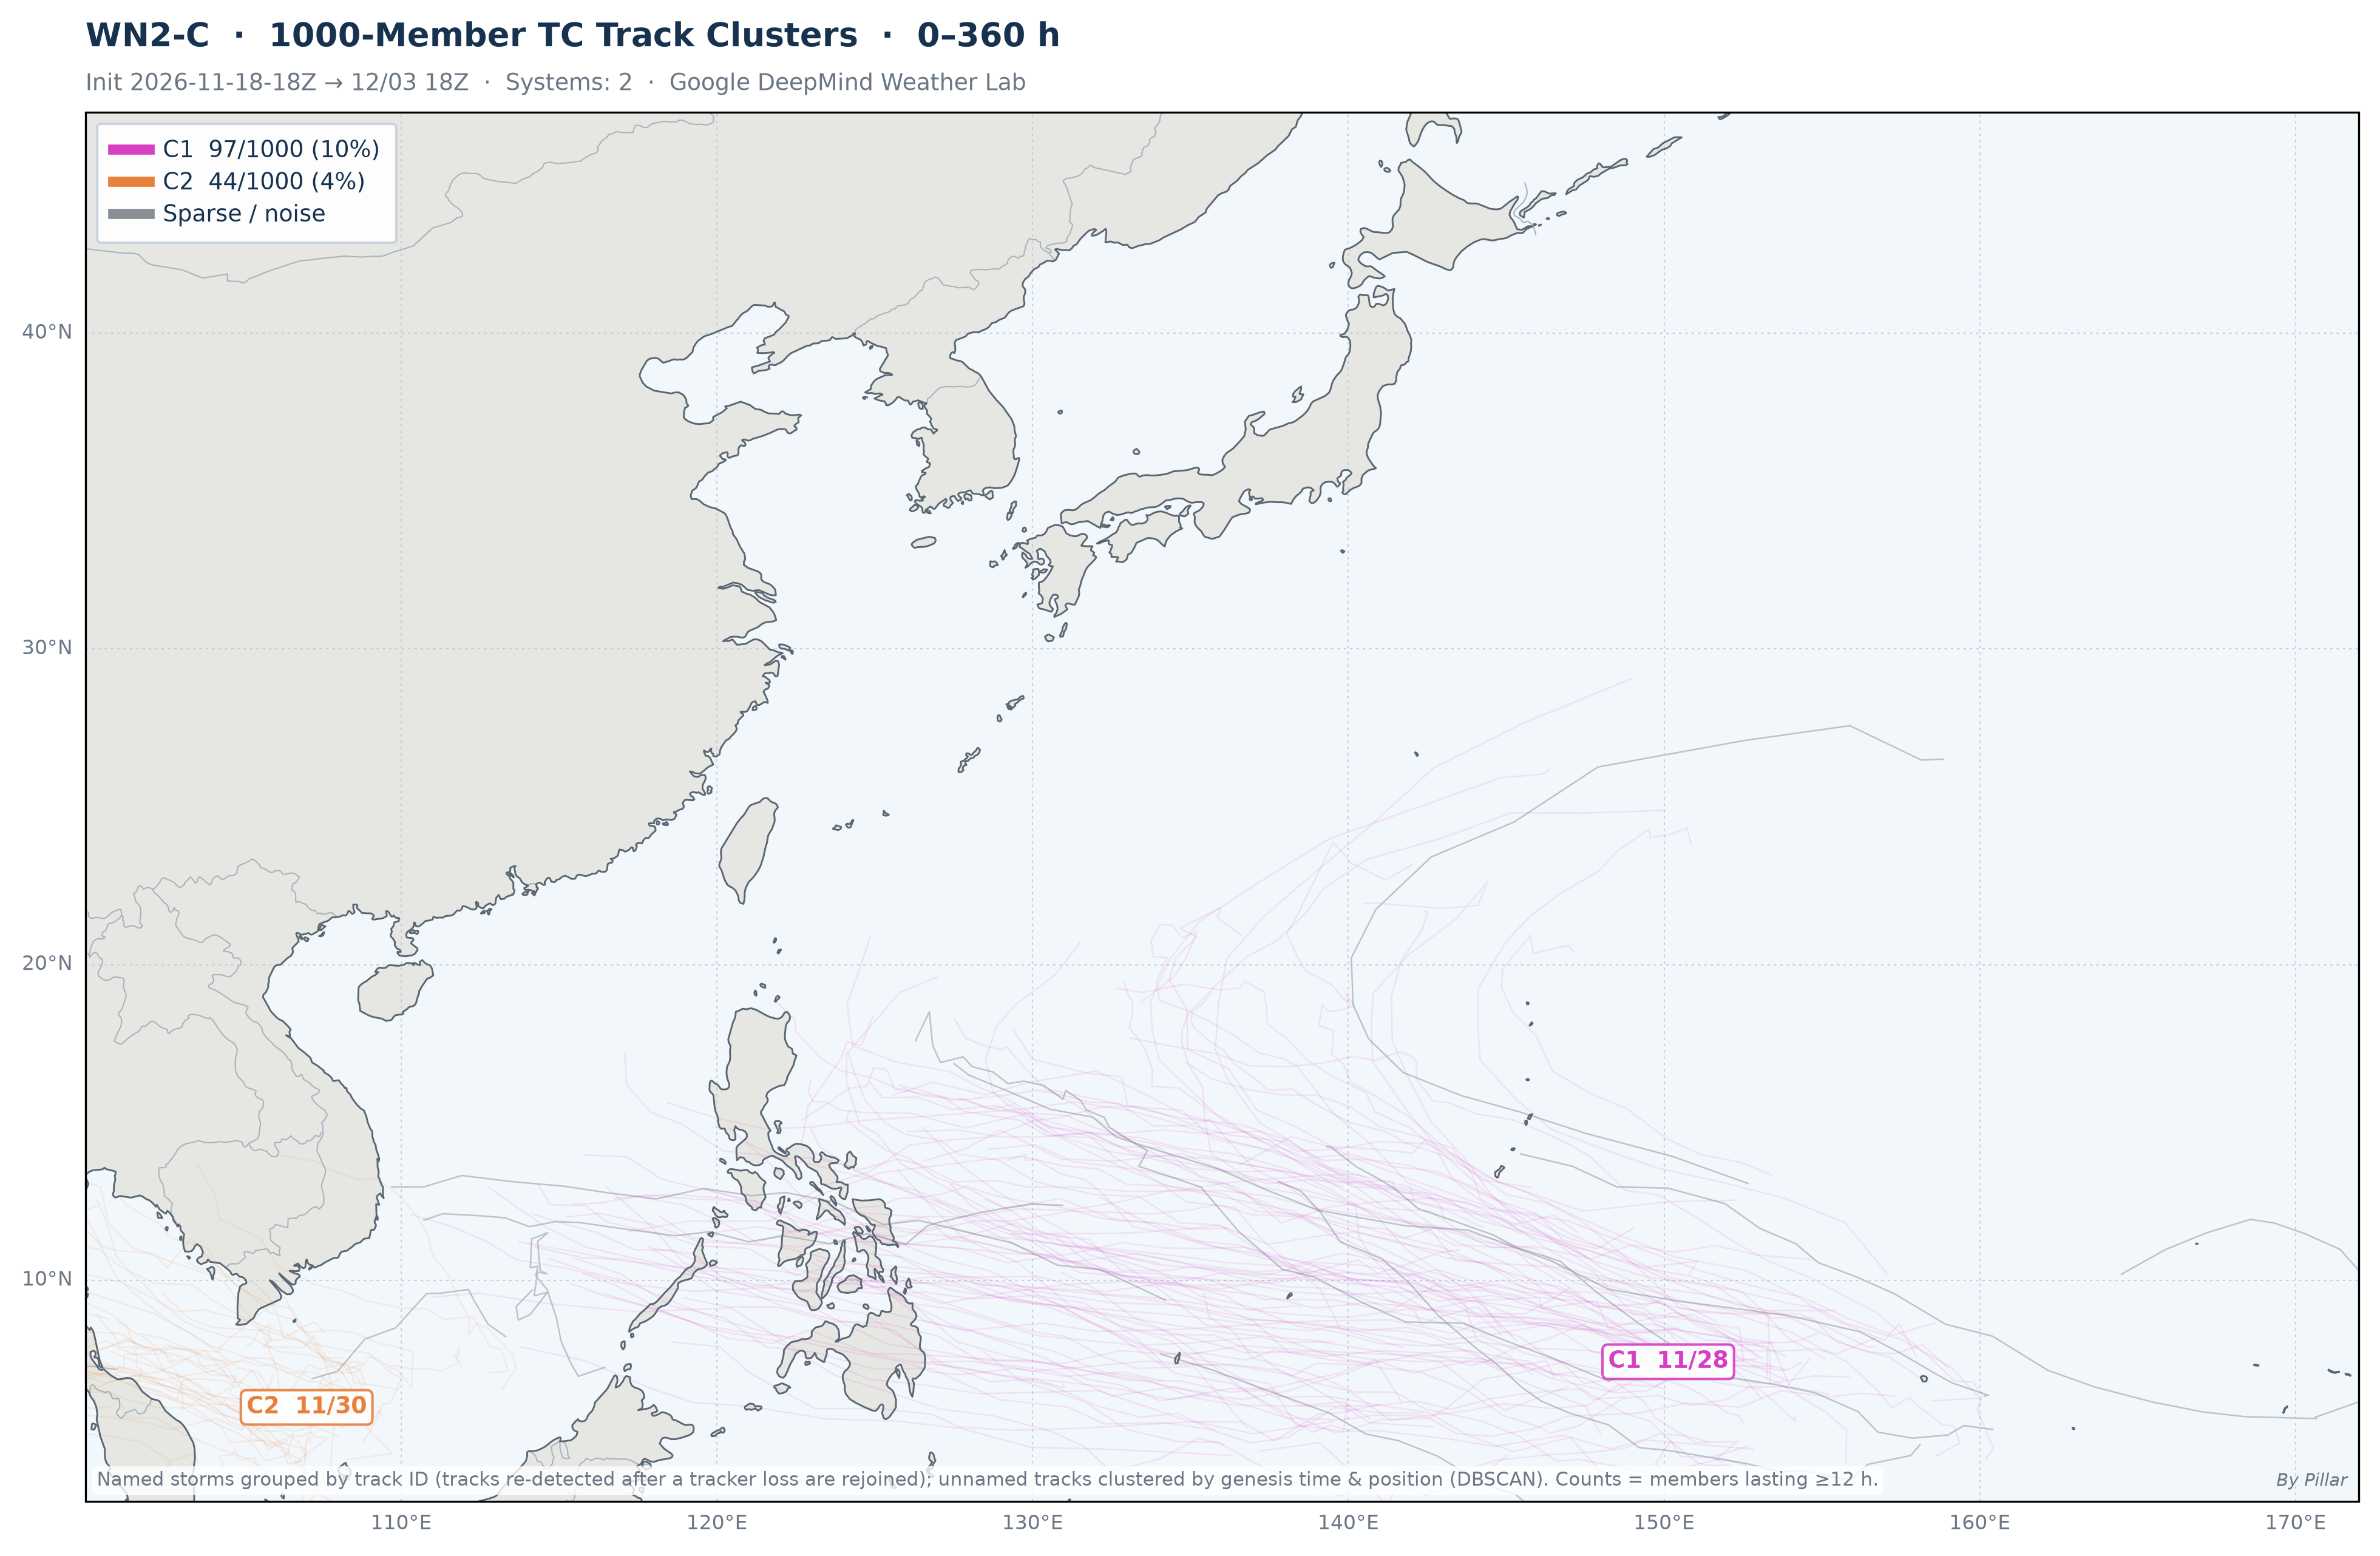 WN2-C · 1000-Member TC Track Clusters · 0–360 h
Init 2026-11-18-18Z → 12/03 18Z · Systems: 2 · Google DeepMind Weather Lab
C1 97/1000 (10%)
C2 44/1000 (4%)
Sparse / noise
40°N
30°N
20°N
10°N
C1 11/28
C2 11/30
Named storms grouped by track ID (tracks re-detected after a tracker loss are rejoined); unnamed tracks clustered by genesis time & position (DBSCAN). Counts = members lasting ≥12 h.
By Pillar
110°E
120°E
130°E
140°E
150°E
160°E
170°E